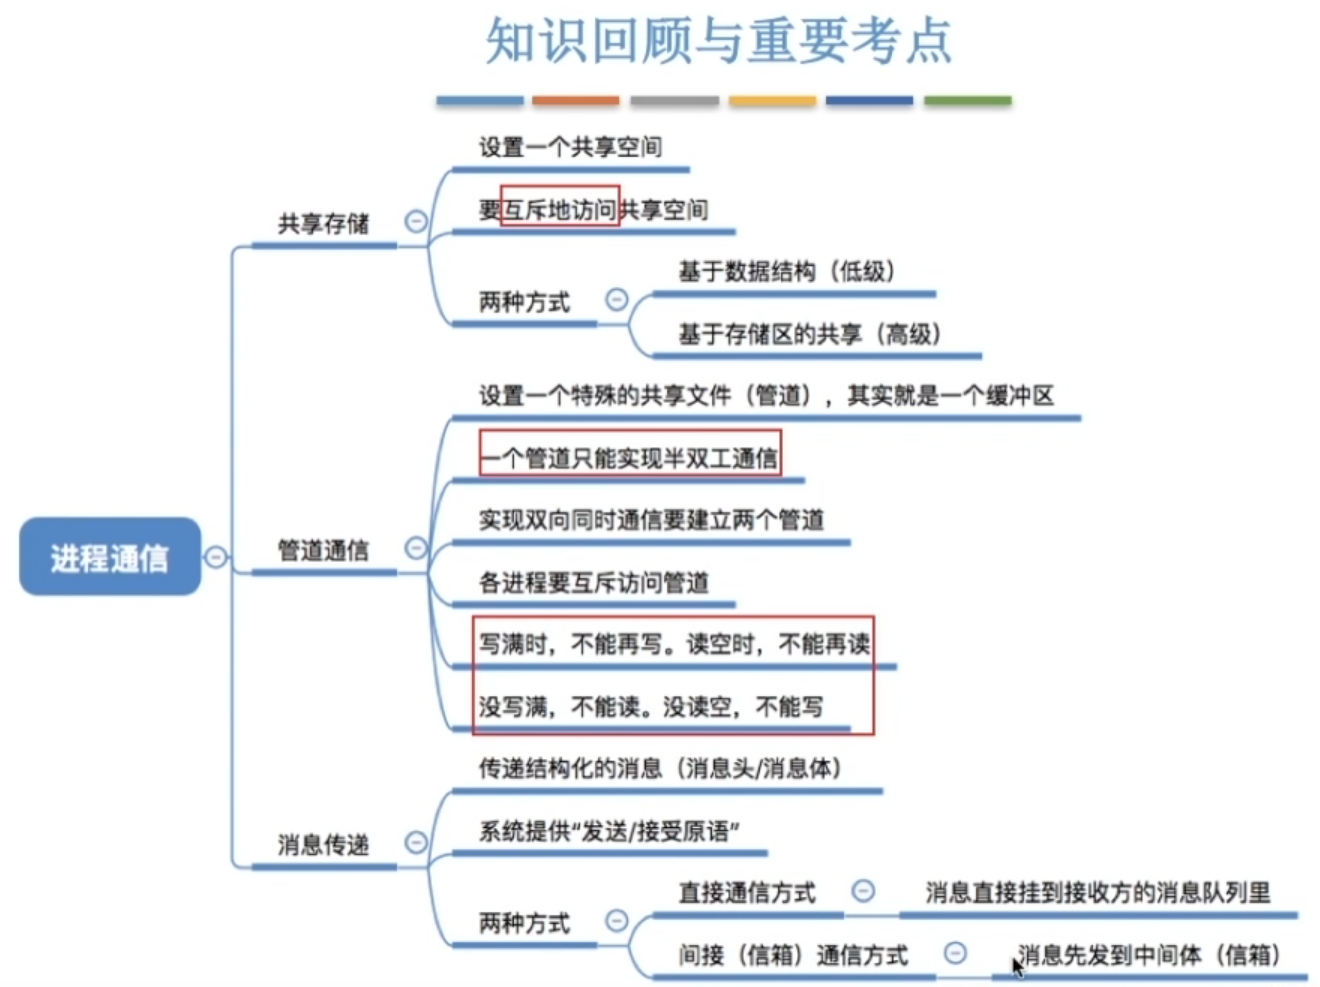 知识回顾与重要考点
进程通信
共享存储
设置一个共享空间
要互斥地访问共享空间
两种方式
基于数据结构（低级）
基于存储区的共享（高级）
管道通信
设置一个特殊的共享文件（管道），其实就是一个缓冲区
一个管道只能实现半双工通信
实现双向同时通信要建立两个管道
各进程要互斥访问管道
写满时，不能再写。读空时，不能再读
没写满，不能读。没读空，不能写
消息传递
传递结构化的消息（消息头/消息体）
系统提供“发送/接受原语”
两种方式
直接通信方式
消息直接挂到接收方的消息队列里
间接（信箱）通信方式
消息先发到中间体（信箱）